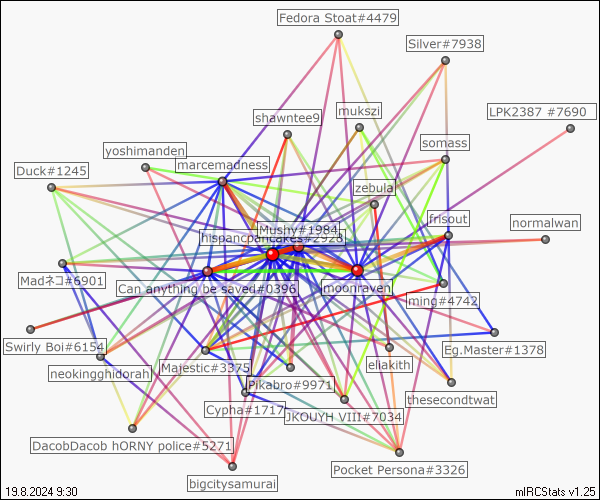 Fedora Stoat#4479
Silver#7938
LPK2387 #7690
mukszi
shawntee9
somass
yoshimanden
marcemadness
Duck#1245
zebula
frisout
normalwan
Mushy#1984
hispancpancakes#2928
Madネコ#6901
Can anything be saved#0396
moonraven
ming#4742
Swirly Boi#6154
Eg.Master#1378
neokingghidorah
Majestic#3375
eliakith
Pikabro#9971
thesecondtwat
Cypha#1717
JKOUYH VIII#7034
DacobDacob hORNY police#5271
Pocket Persona#3326
bigcitysamurai
19.8.2024 9:30
mIRCStats v1.25